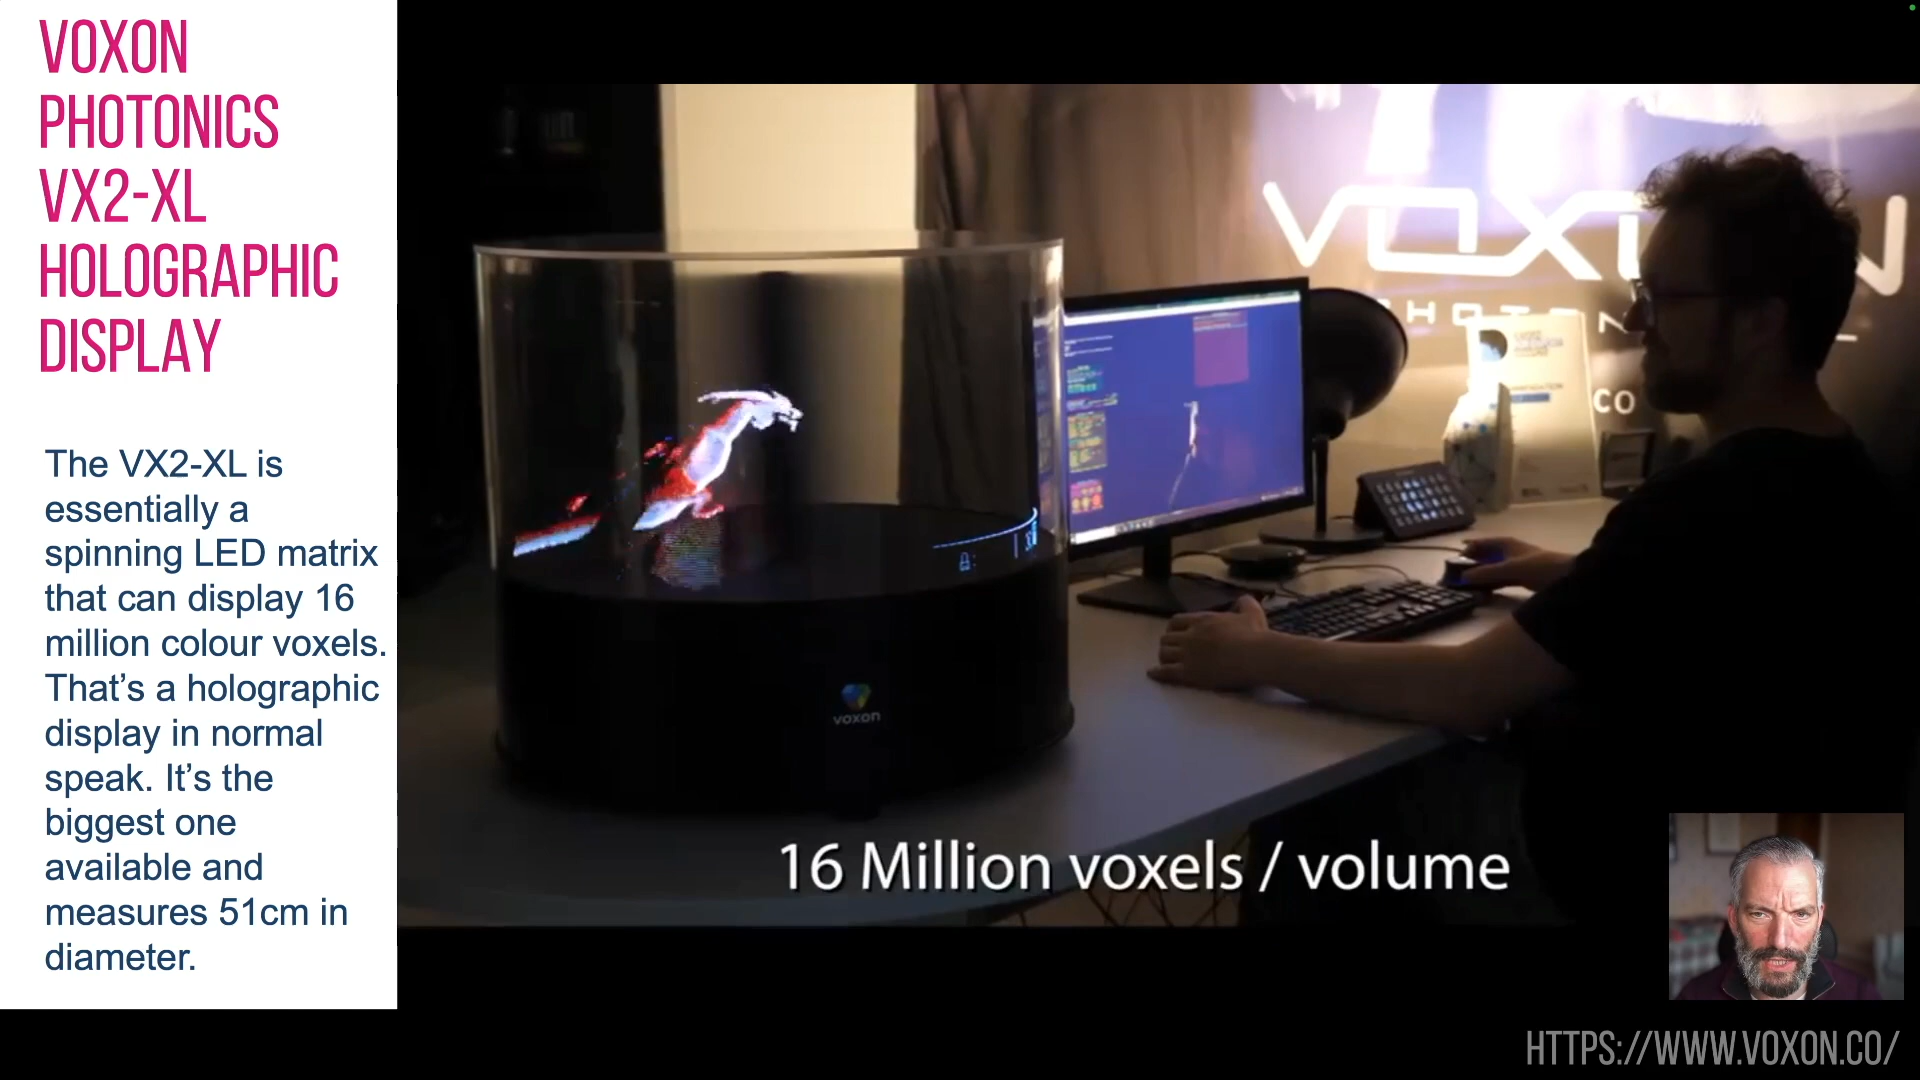 VOXON
PHOTONICS
VX2-XL
HOLOGRAPHIC
DISPLAY
The VX2-XL is
essentially a
spinning LED matrix
that can display 16
million colour voxels.
That’s a holographic
display in normal
speak. It’s the
biggest one
available and
measures 51cm in
diameter.
voxon
CO
16 Million voxels / volume
HTTPS://WWW.VOXON.CO/